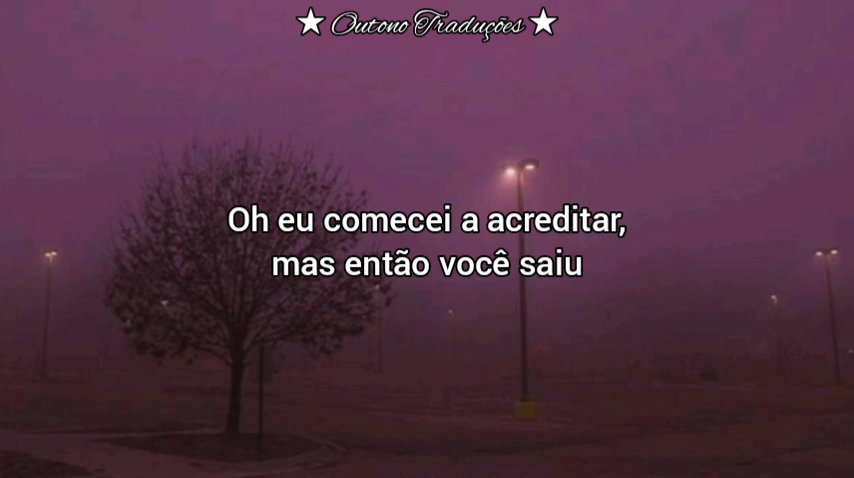 ★ Outono Traduções ★
Oh eu comecei a acreditar,
mas então você saiu